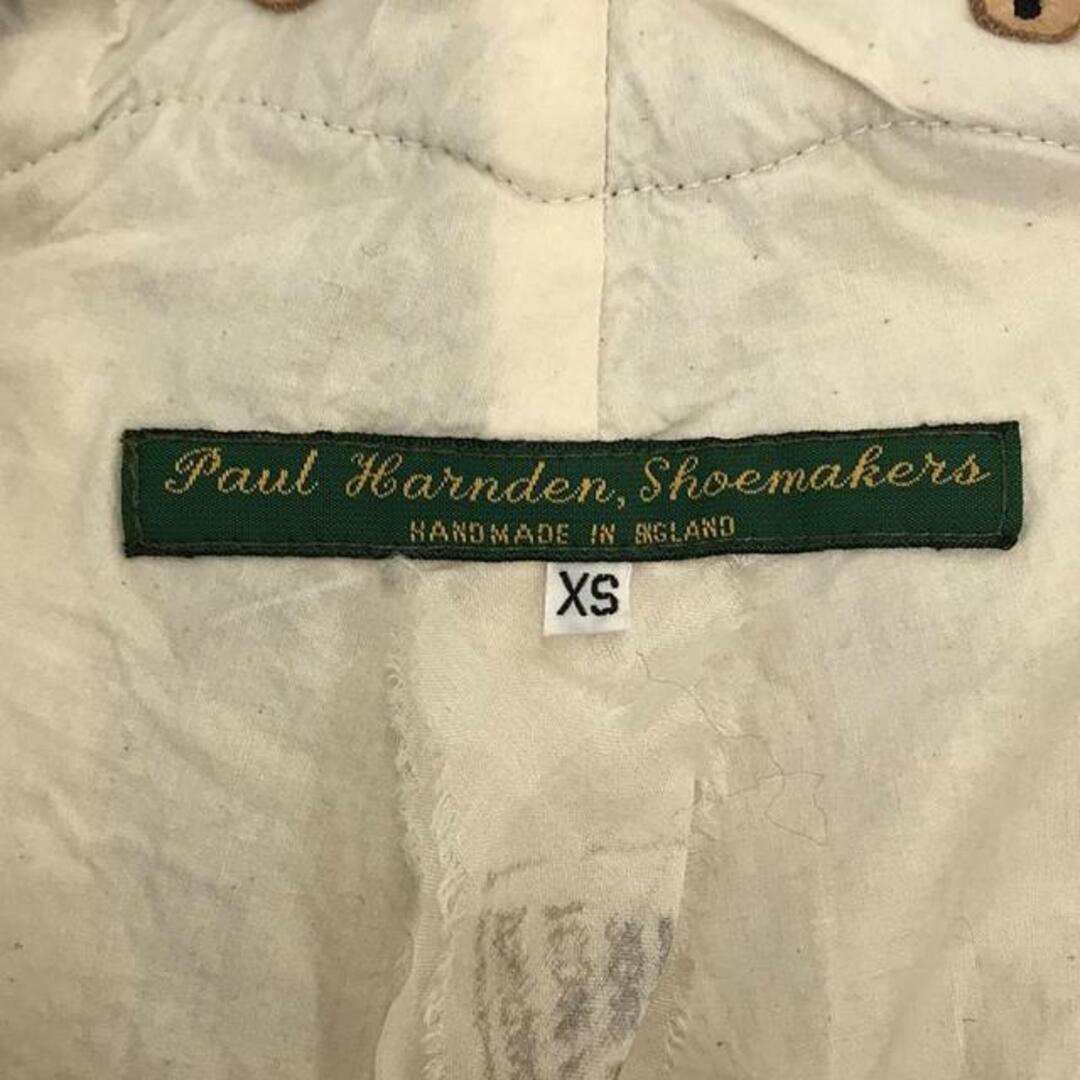 Paul Harnden, Shoemakers
HANDMADE IN ENGLAND
XS